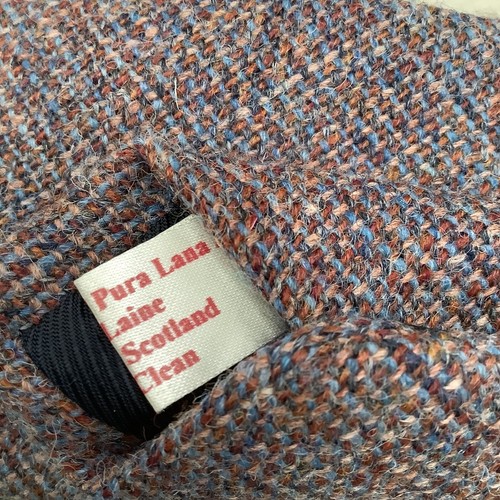 Pura Lana
Laine
Scotland
Clean